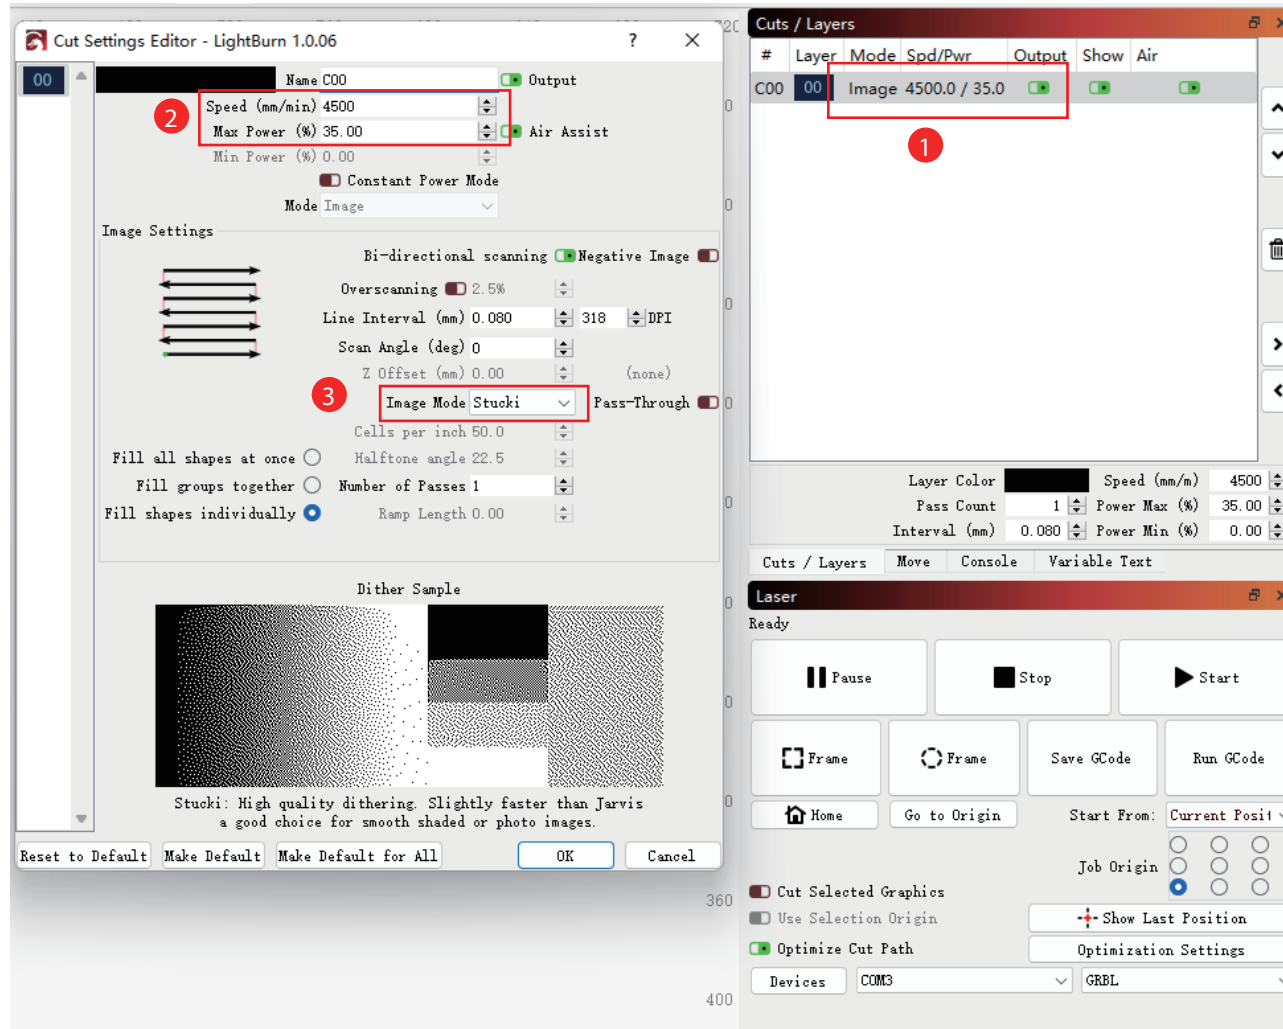 Cut Settings Editor - LightBurn 1.0.06 ? ×
00
Name C00 Output
Speed (mm/min) 4500
2
Max Power (%) 35.00 Air Assist
Min Power (%) 0.00
Constant Power Mode
Mode Image
Image Settings
Bi-directional scanning Negative Image
Overscanning 2.5%
Line Interval (mm) 0.080 318 DPI
Scan Angle (deg) 0
Z Offset (mm) 0.00 (none)
3
Image Mode Stucki Pass-Through
Cells per inch 50.0
Fill all shapes at once Halftone angle 22.5
Fill groups together Number of Passes 1
Fill shapes individually Ramp Length 0.00
Dither Sample
Stucki: High quality dithering. Slightly faster than Jarvis
a good choice for smooth shaded or photo images.
Reset to Default Make Default Make Default for All OK Cancel
360
400
Cuts / Layers
# Layer Mode Spd/Pwr Output Show Air
C00 00 Image 4500.0 / 35.0
1
Layer Color Speed (mm/m) 4500
Pass Count 1 Power Max (%) 35.00
Interval (mm) 0.080 Power Min (%) 0.00
Cuts / Layers Move Console Variable Text
Laser
Ready
Pause Stop Start
Frame Frame Save GCode Run GCode
Home Go to Origin Start From: Current Posit
Job Origin
Cut Selected Graphics
Use Selection Origin Show Last Position
Optimize Cut Path Optimization Settings
Devices COM3 GRBL